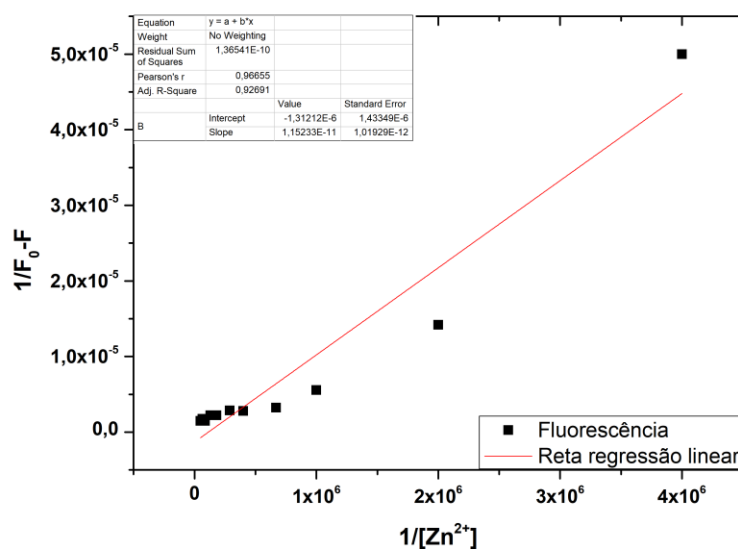 Equation y = a + b*x
Weight No Weighting
Residual Sum of Squares 1,36541E-10
Pearson's r 0,96655
Adj. R-Square 0,92691
Value Standard Error
B Intercept -1,31212E-6 1,43349E-6
Slope 1,15233E-11 1,01929E-12
5,0x10⁻⁵
4,0x10⁻⁵
3,0x10⁻⁵
2,0x10⁻⁵
1,0x10⁻⁵
0,0
1/F₀-F
Fluorescência
Reta regressão linear
0 1x10⁶ 2x10⁶ 3x10⁶ 4x10⁶
1/[Zn²⁺]